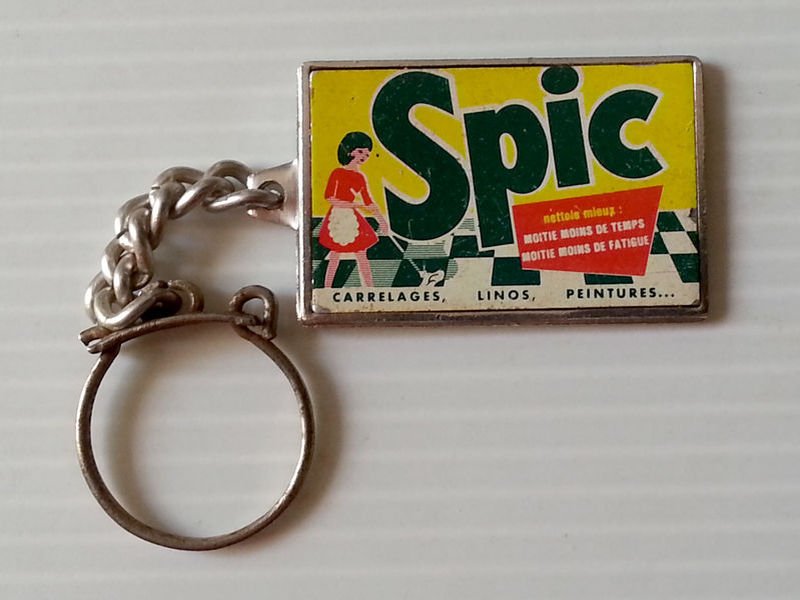 Spic
nettoie mieux :
MOITIE MOINS DE TEMPS
MOITIE MOINS DE FATIGUE
CARRELAGES, LINOS, PEINTURES...